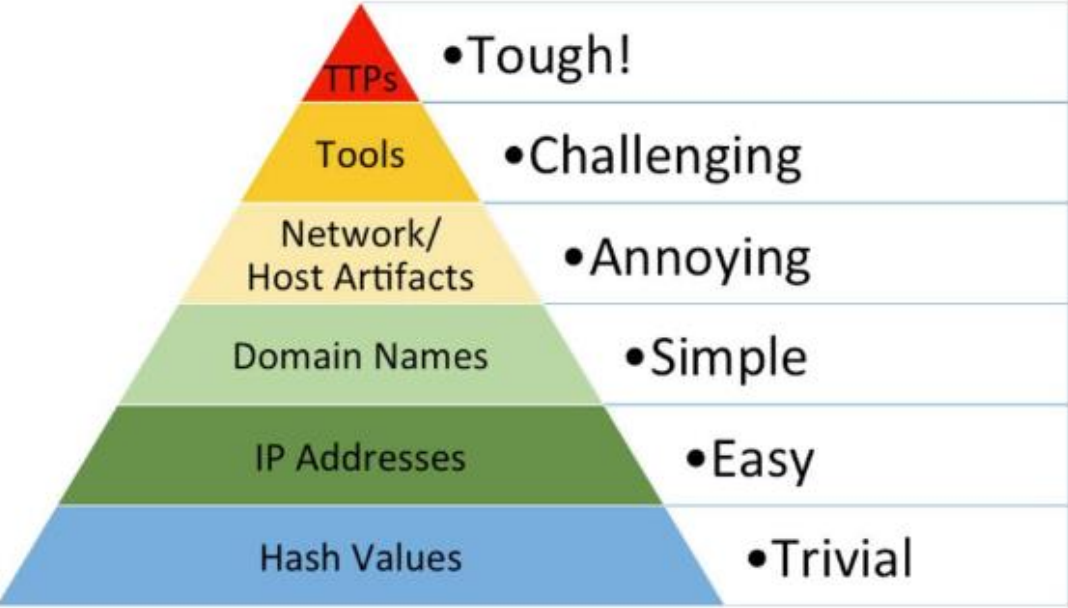 TTPs
•Tough!
Tools
•Challenging
Network/
Host Artifacts
•Annoying
Domain Names
•Simple
IP Addresses
•Easy
Hash Values
•Trivial